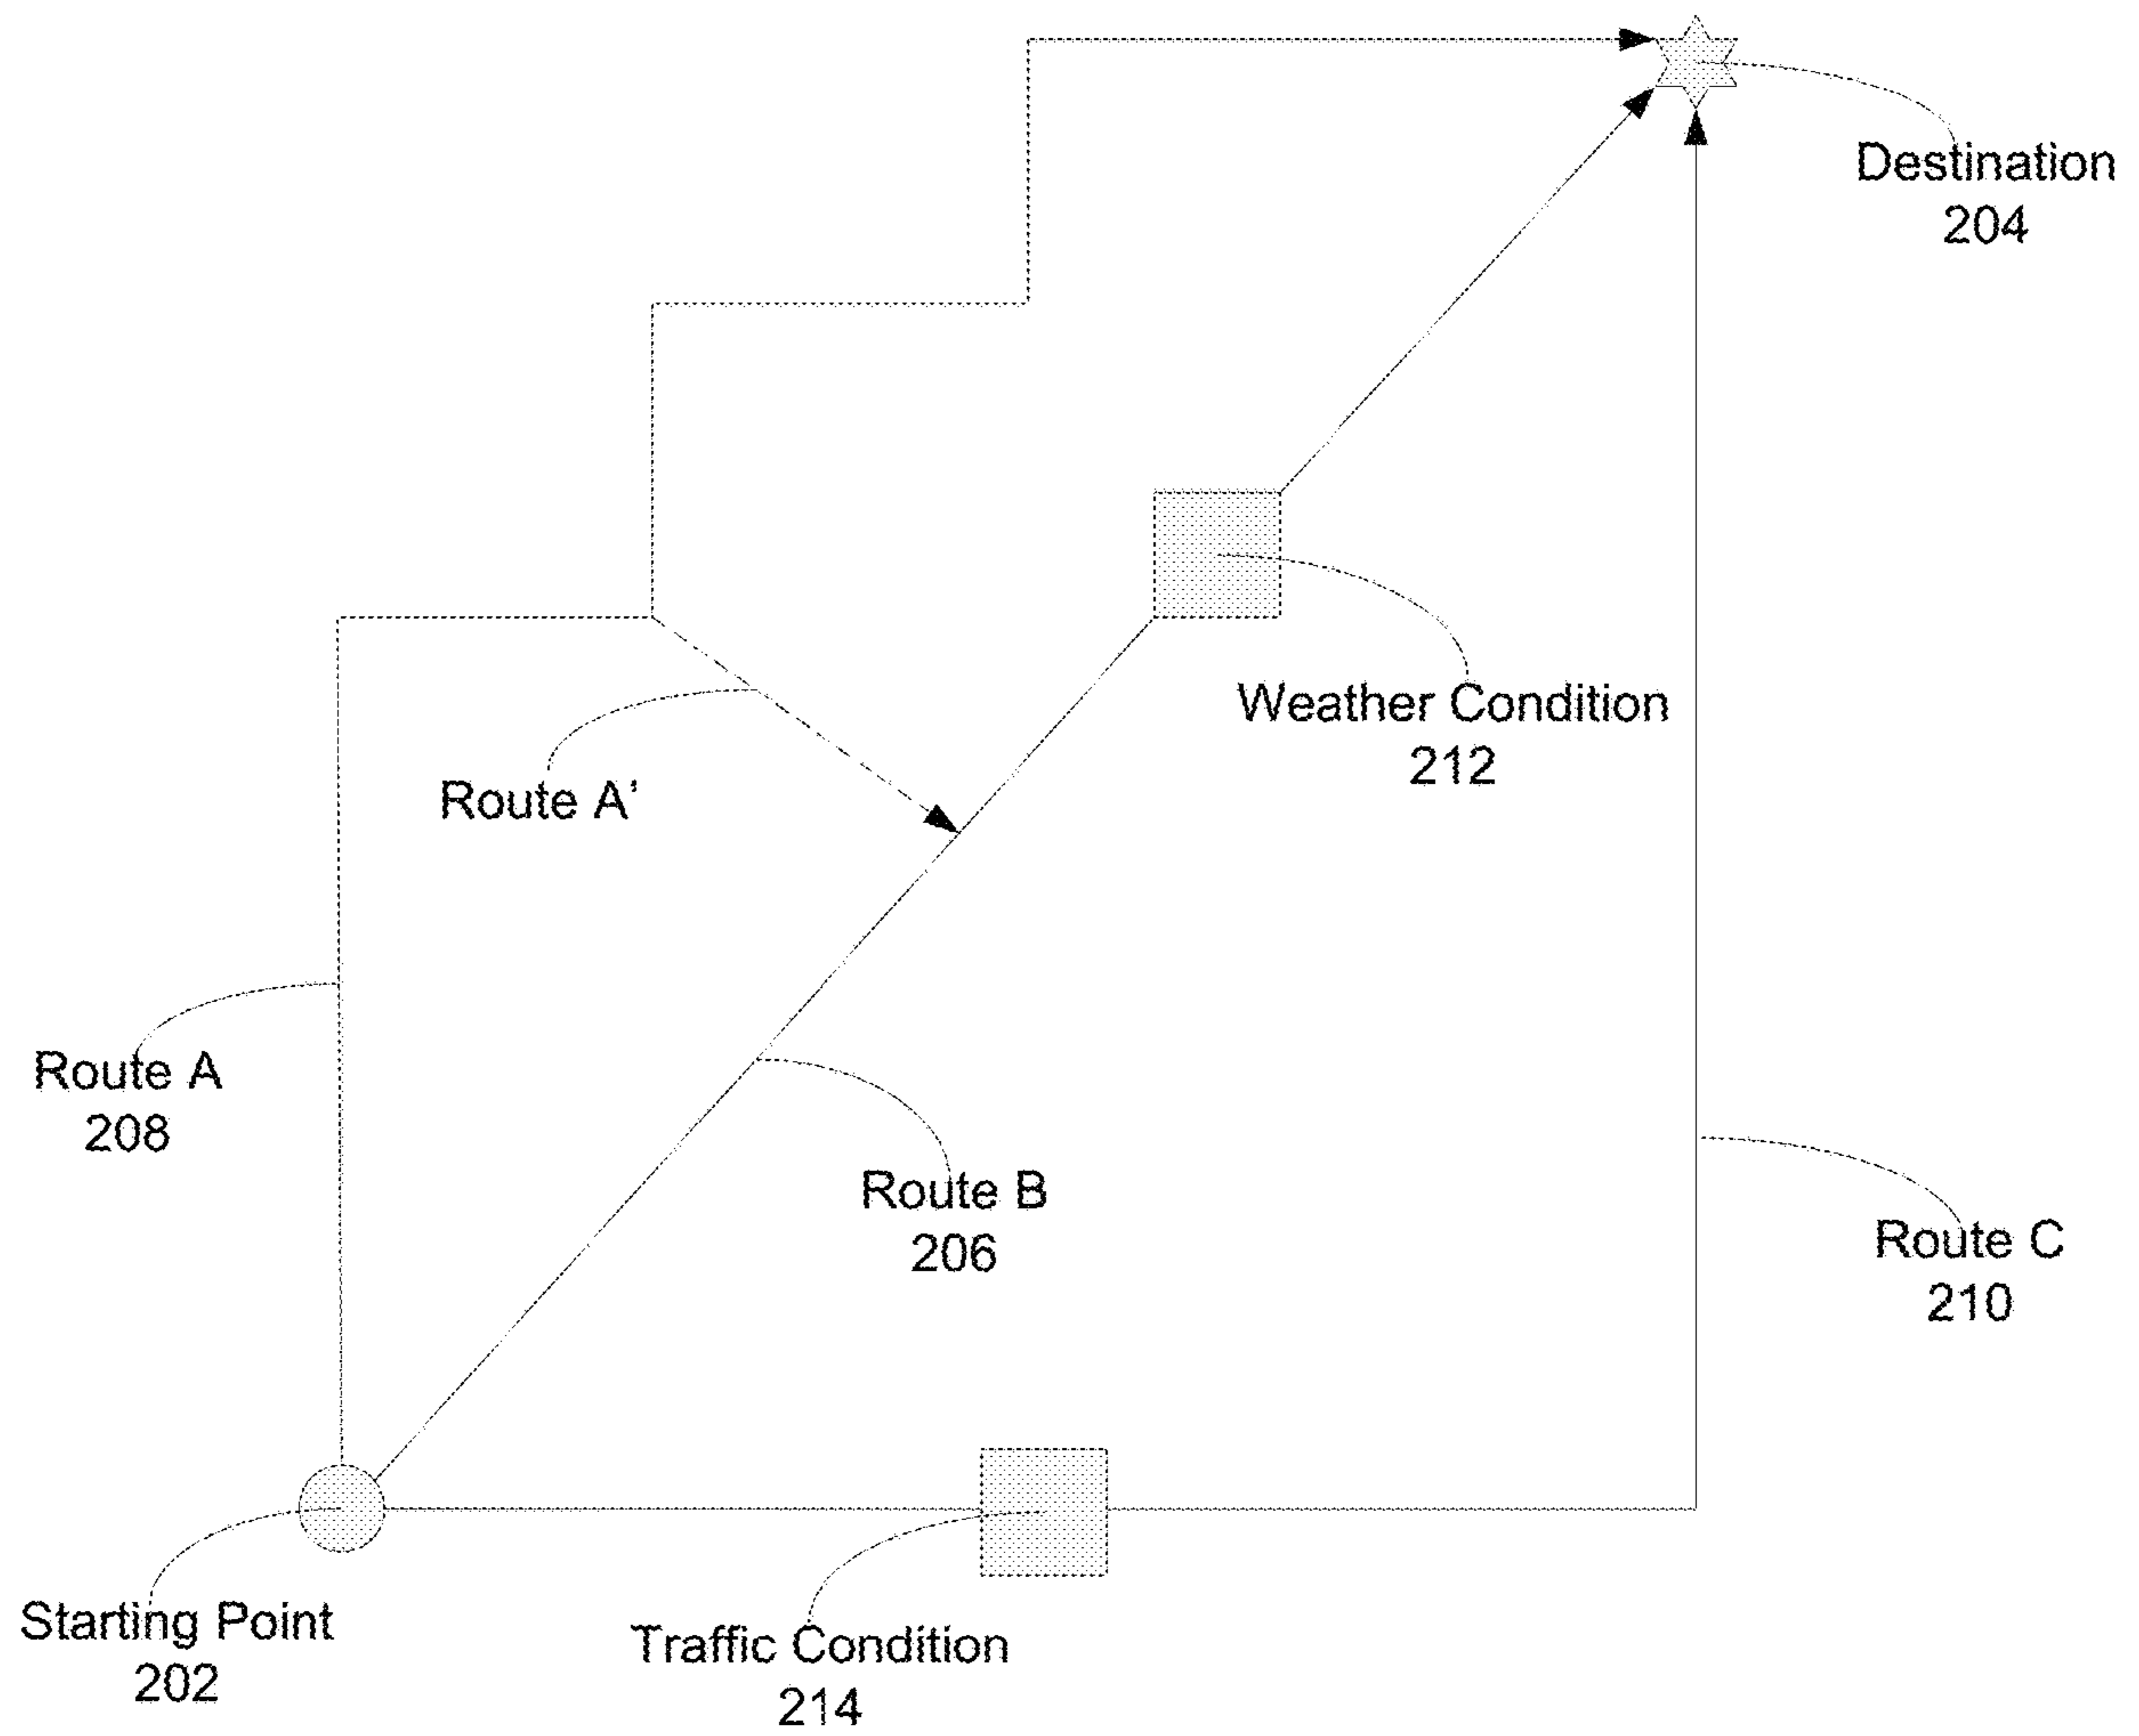 Destination
204
Weather Condition
212
Route A’
Route A
208
Route B
206
Route C
210
Starting Point
202
Traffic Condition
214